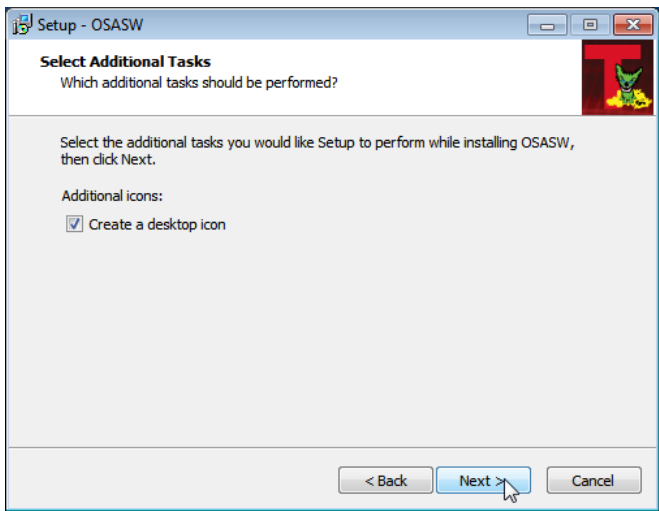 Setup - OSASW
Select Additional Tasks
Which additional tasks should be performed?
T
Select the additional tasks you would like Setup to perform while installing OSASW,
then click Next.
Additional icons:
Create a desktop icon
< Back
Next >
Cancel